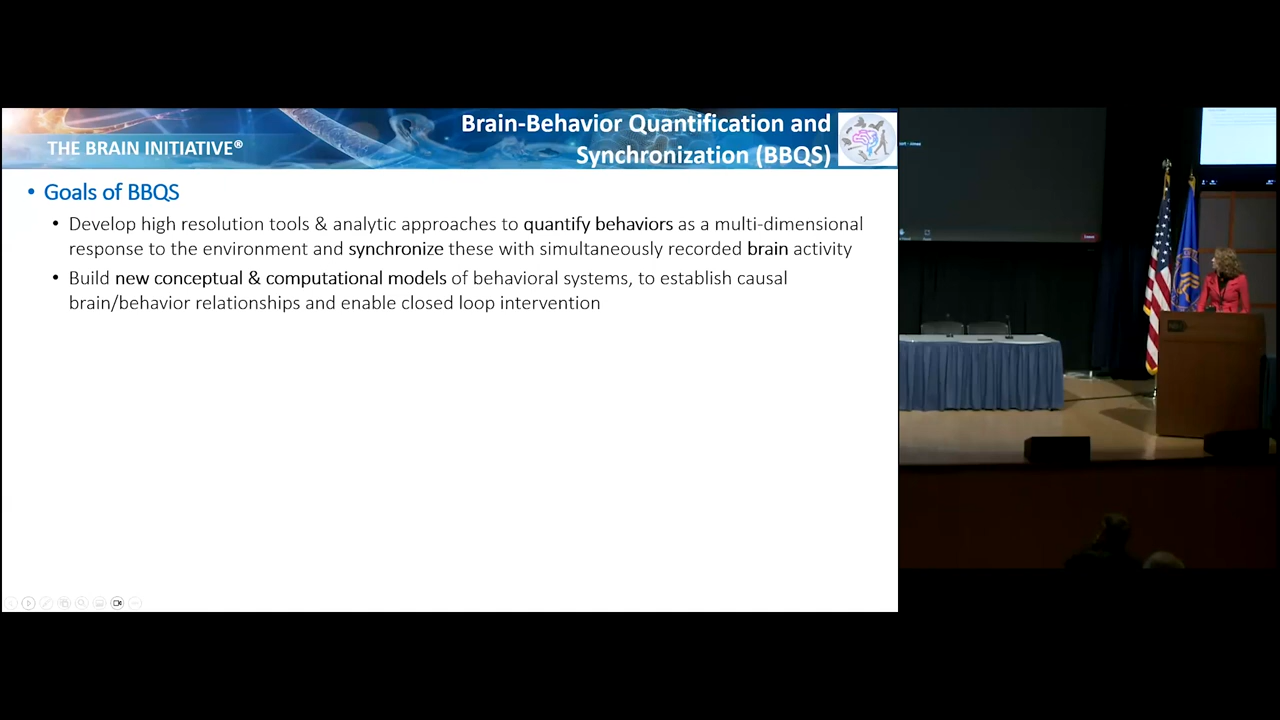 Brain-Behavior Quantification and
Synchronization (BBQS)
THE BRAIN INITIATIVE®
• Goals of BBQS
• Develop high resolution tools & analytic approaches to quantify behaviors as a multi-dimensional
response to the environment and synchronize these with simultaneously recorded brain activity
• Build new conceptual & computational models of behavioral systems, to establish causal
brain/behavior relationships and enable closed loop intervention